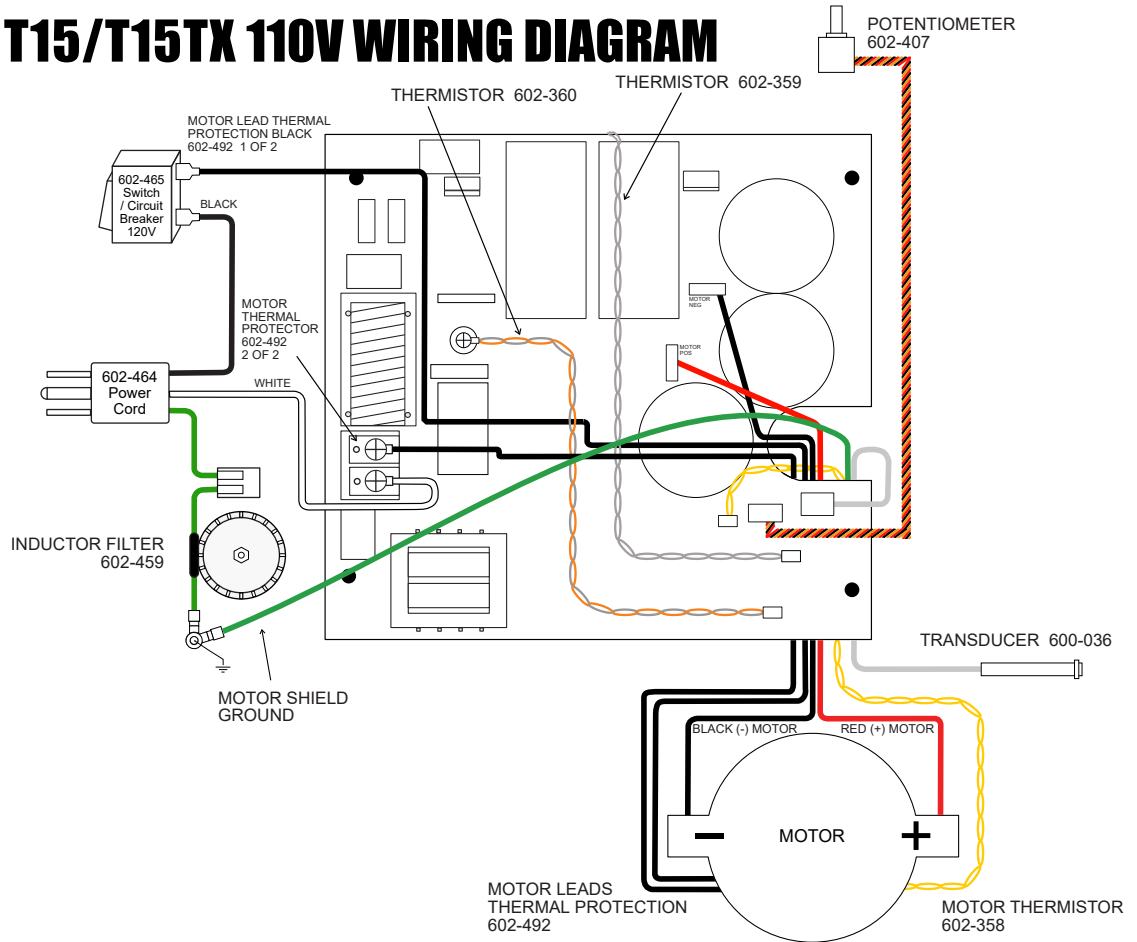 T15/T15TX 110V WIRING DIAGRAM
POTENTIOMETER
602-407
THERMISTOR 602-360
THERMISTOR 602-359
MOTOR LEAD THERMAL
PROTECTION BLACK
602-492 1 OF 2
602-465
Switch
/ Circuit
Breaker
120V
BLACK
MOTOR
THERMAL
PROTECTOR
602-492
2 OF 2
MOTOR
NEG
MOTOR
POS
602-464
Power
Cord
WHITE
INDUCTOR FILTER
602-459
MOTOR SHIELD
GROUND
TRANSDUCER 600-036
BLACK (-) MOTOR
RED (+) MOTOR
− MOTOR +
MOTOR LEADS
THERMAL PROTECTION
602-492
MOTOR THERMISTOR
602-358